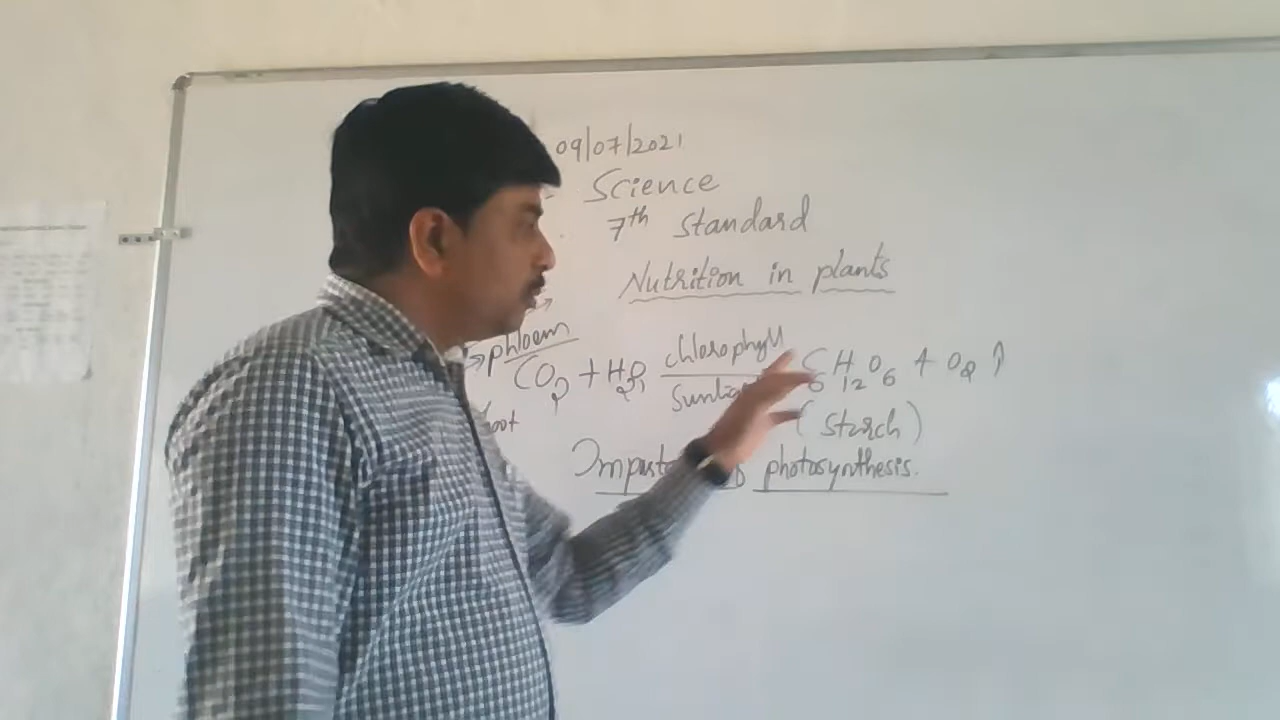 09/07/2021
Science
7th Standard
Nutrition in plants
→ phloem
CO2 + H2O chlorophyll C6H12O6 + O2 ↑
(Starch)
photosynthesis.